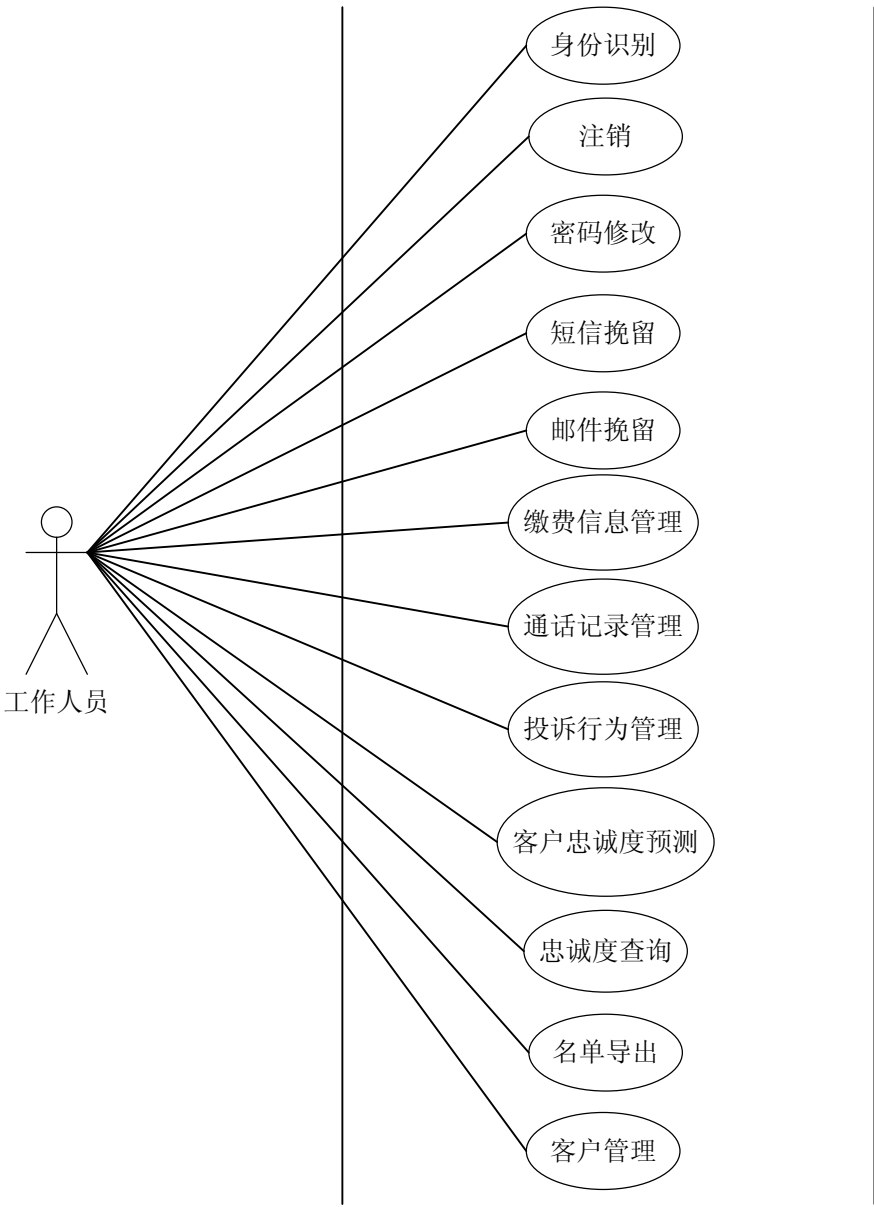 身份识别
注销
密码修改
短信挽留
邮件挽留
缴费信息管理
通话记录管理
工作人员
投诉行为管理
客户忠诚度预测
忠诚度查询
名单导出
客户管理